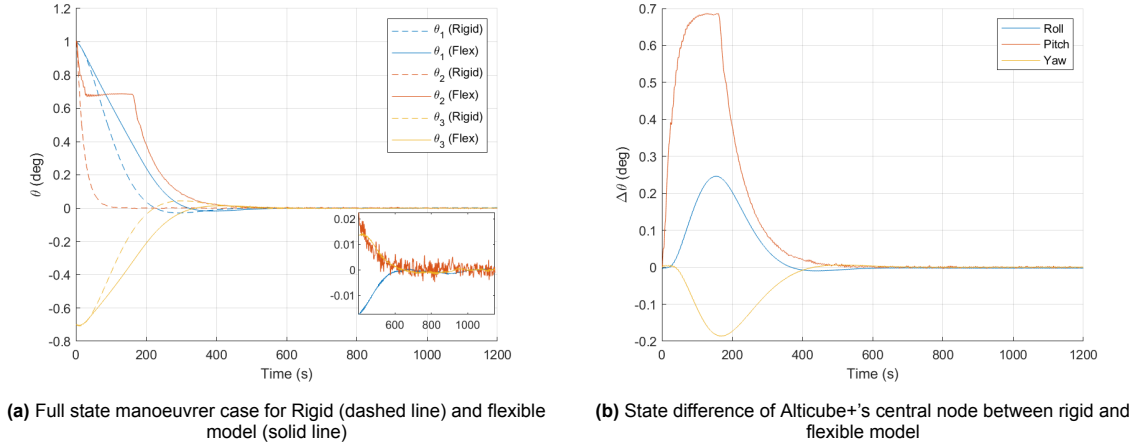 1
0.8
0.6
0.4
0.2
0
-0.2
-0.4
-0.6
-0.8
θ (deg)
0 200 400 600 800 1000 1200
Time (s)
θ1 (Rigid)
θ1 (Flex)
θ2 (Rigid)
θ2 (Flex)
θ3 (Rigid)
θ3 (Flex)
0.02
0.01
0
-0.01
600 800 1000
(a) Full state manoeuvrer case for Rigid (dashed line) and flexible
model (solid line)
0.7
0.6
0.5
0.4
0.3
0.2
0.1
0
-0.1
-0.2
Δθ (deg)
0 200 400 600 800 1000 1200
Time (s)
Roll
Pitch
Yaw
(b) State difference of Alticube+'s central node between rigid and
flexible model